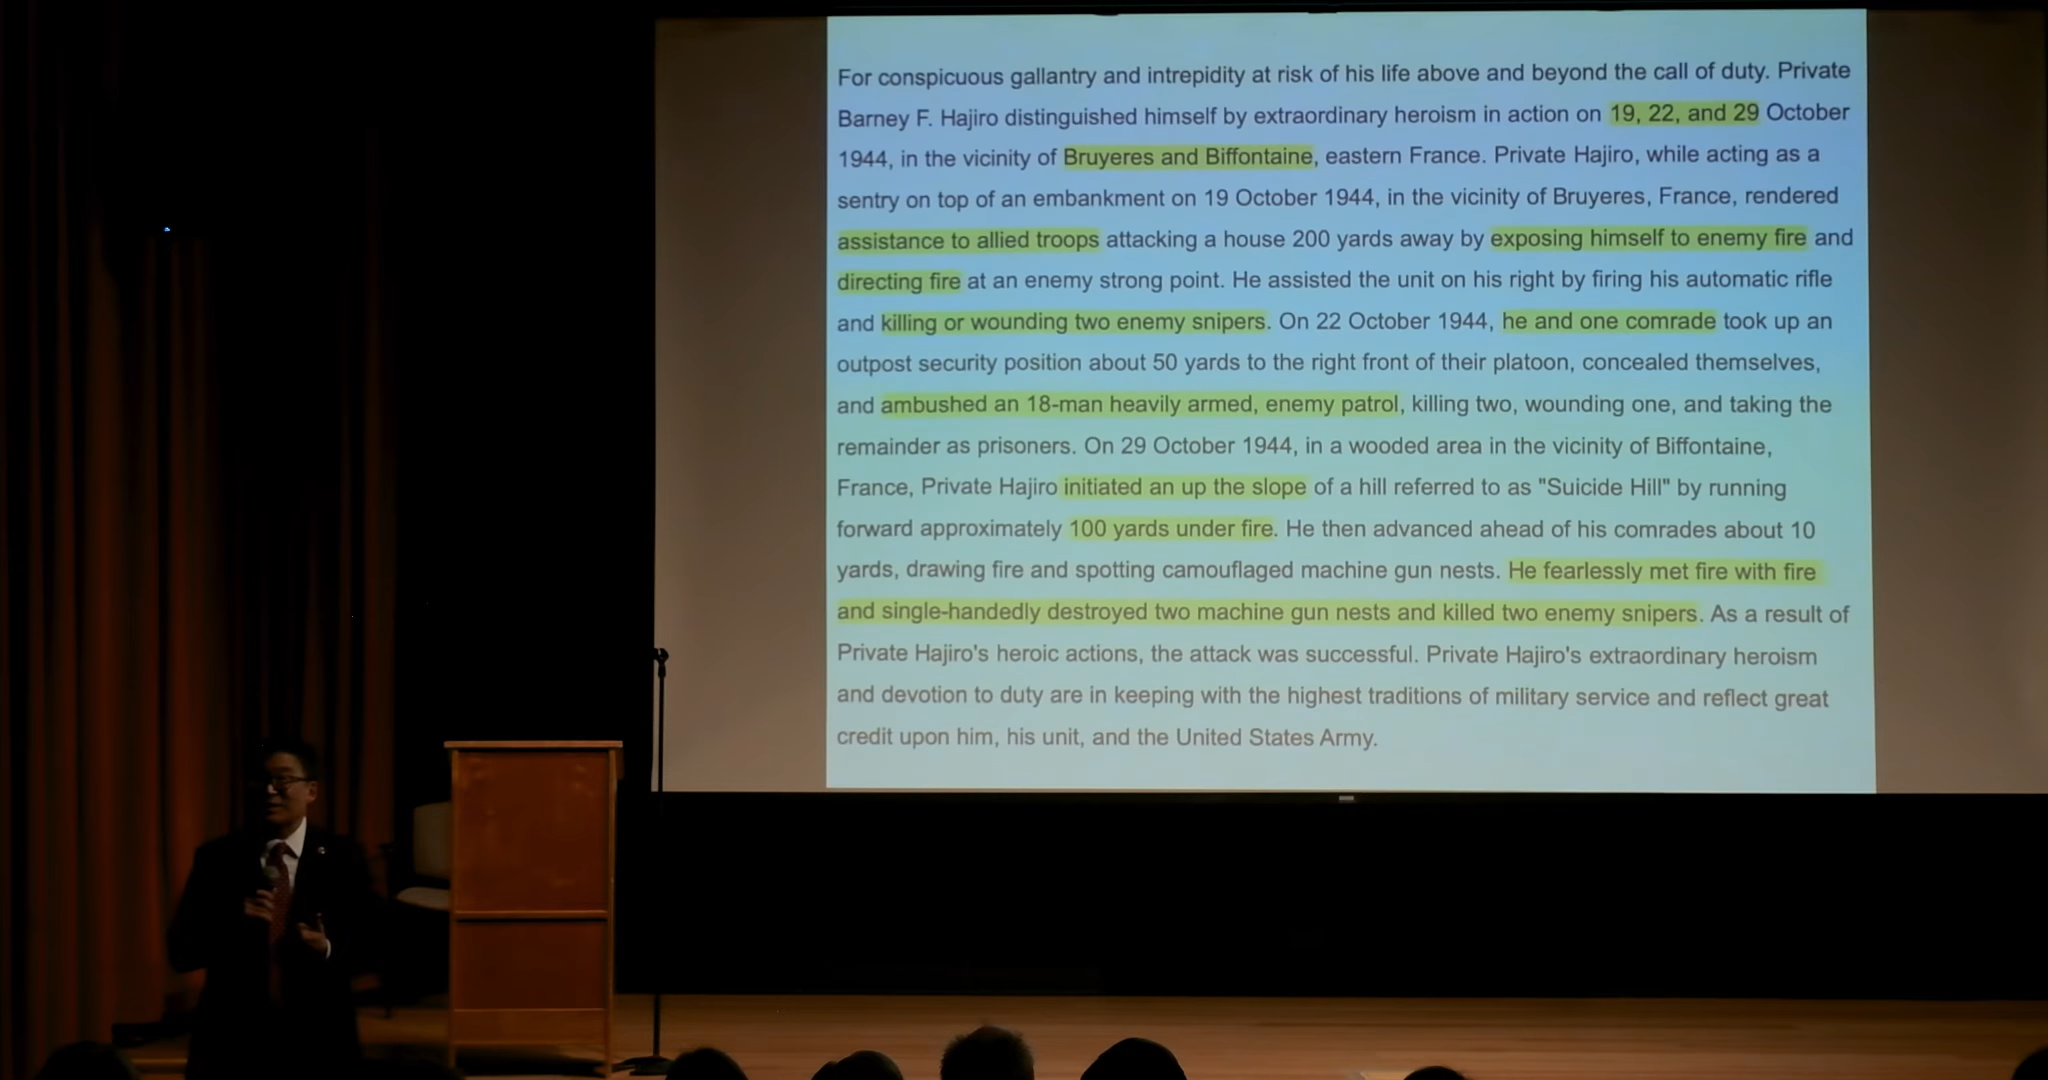 For conspicuous gallantry and intrepidity at risk of his life above and beyond the call of duty. Private
Barney F. Hajiro distinguished himself by extraordinary heroism in action on 19, 22, and 29 October
1944, in the vicinity of Bruyeres and Biffontaine, eastern France. Private Hajiro, while acting as a
sentry on top of an embankment on 19 October 1944, in the vicinity of Bruyeres, France, rendered
assistance to allied troops attacking a house 200 yards away by exposing himself to enemy fire and
directing fire at an enemy strong point. He assisted the unit on his right by firing his automatic rifle
and killing or wounding two enemy snipers. On 22 October 1944, he and one comrade took up an
outpost security position about 50 yards to the right front of their platoon, concealed themselves,
and ambushed an 18-man heavily armed, enemy patrol, killing two, wounding one, and taking the
remainder as prisoners. On 29 October 1944, in a wooded area in the vicinity of Biffontaine,
France, Private Hajiro initiated an up the slope of a hill referred to as "Suicide Hill" by running
forward approximately 100 yards under fire. He then advanced ahead of his comrades about 10
yards, drawing fire and spotting camouflaged machine gun nests. He fearlessly met fire with fire
and single-handedly destroyed two machine gun nests and killed two enemy snipers. As a result of
Private Hajiro's heroic actions, the attack was successful. Private Hajiro's extraordinary heroism
and devotion to duty are in keeping with the highest traditions of military service and reflect great
credit upon him, his unit, and the United States Army.